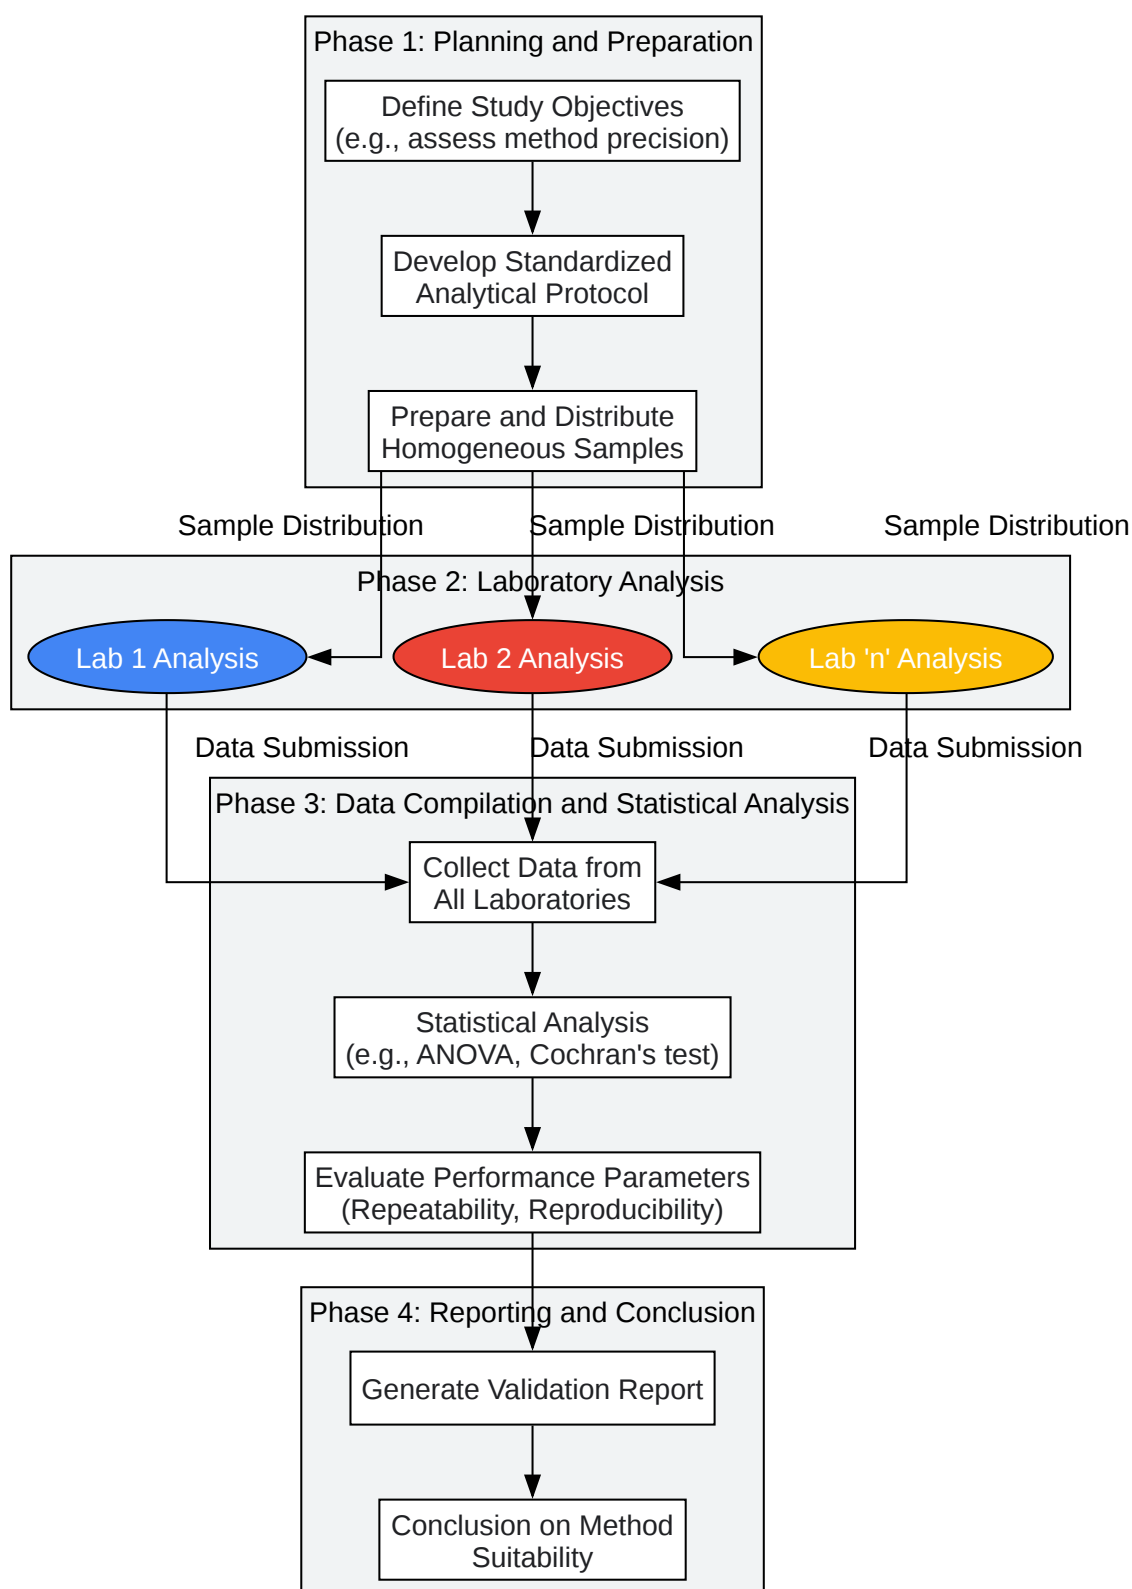 Phase 1: Planning and Preparation
Define Study Objectives
(e.g., assess method precision)
Develop Standardized
Analytical Protocol
Prepare and Distribute
Homogeneous Samples
Sample Distribution
Sample Distribution
Sample Distribution
Phase 2: Laboratory Analysis
Lab 1 Analysis
Lab 2 Analysis
Lab 'n' Analysis
Data Submission
Data Submission
Data Submission
Phase 3: Data Compilation and Statistical Analysis
Collect Data from
All Laboratories
Statistical Analysis
(e.g., ANOVA, Cochran's test)
Evaluate Performance Parameters
(Repeatability, Reproducibility)
Phase 4: Reporting and Conclusion
Generate Validation Report
Conclusion on Method
Suitability